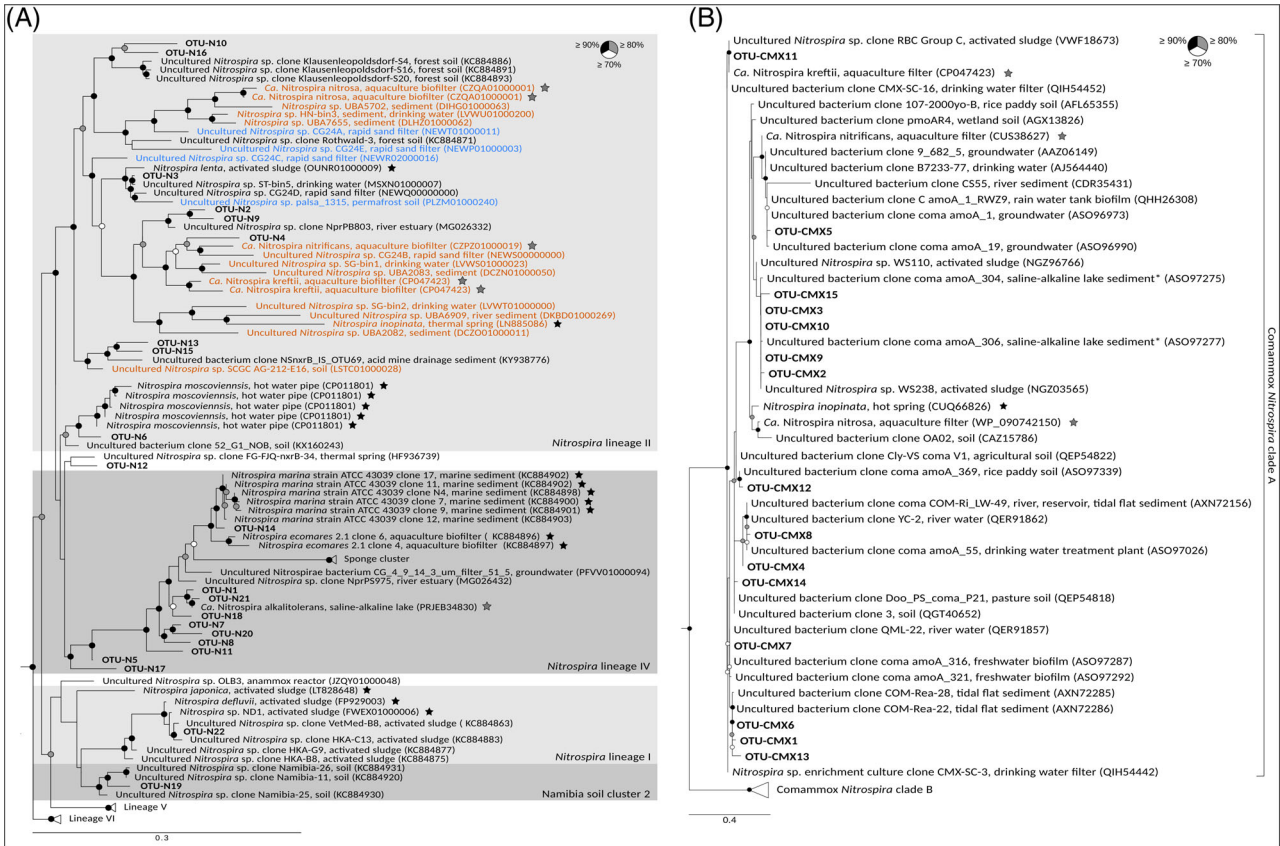 (A)
≥ 90%
≥ 80%
≥ 70%
OTU-N10
OTU-N16
Uncultured Nitrospira sp. clone Klausenleopoldsdorf-S4, forest soil (KC884886)
Uncultured Nitrospira sp. clone Klausenleopoldsdorf-S16, forest soil (KC884891)
Uncultured Nitrospira sp. clone Klausenleopoldsdorf-S20, forest soil (KC884893)
Ca. Nitrospira nitrosa, aquaculture biofilter (CZQA01000001)
Ca. Nitrospira nitrosa, aquaculture biofilter (CZQA01000001)
Nitrospira sp. UBA5702, sediment (DIHG01000063)
Nitrospira sp. HN-bin3, sediment, drinking water (LVWU01000200)
Nitrospira sp. UBA7655, sediment (DLHZ01000062)
Uncultured Nitrospira sp. CG24A, rapid sand filter (NEWT01000011)
Uncultured Nitrospira sp. clone Rothwald-3, forest soil (KC884871)
Uncultured Nitrospira sp. CG24E, rapid sand filter (NEWP01000003)
Uncultured Nitrospira sp. CG24C, rapid sand filter (NEWR02000016)
Nitrospira lenta, activated sludge (OUNR01000009)
OTU-N3
Uncultured Nitrospira sp. ST-bin5, drinking water (MSXN01000007)
Uncultured Nitrospira sp. CG24D, rapid sand filter (NEWQ00000000)
Uncultured Nitrospira sp. palsa_1315, permafrost soil (PLZM01000240)
OTU-N2
OTU-N9
Uncultured Nitrospira sp. clone NprPB803, river estuary (MG026332)
OTU-N4
Ca. Nitrospira nitrificans, aquaculture biofilter (CZPZ01000019)
Uncultured Nitrospira sp. CG24B, rapid sand filter (NEWS00000000)
Uncultured Nitrospira sp. SG-bin1, drinking water (LVWS01000023)
Uncultured Nitrospira sp. UBA2083, sediment (DCZN01000050)
Ca. Nitrospira kreftii, aquaculture biofilter (CP047423)
Ca. Nitrospira kreftii, aquaculture biofilter (CP047423)
Uncultured Nitrospira sp. SG-bin2, drinking water (LVWT01000000)
Uncultured Nitrospira sp. UBA6909, river sediment (DKBD01000269)
Nitrospira inopinata, thermal spring (LN885086)
Uncultured Nitrospira sp. UBA2082, sediment (DCZO01000011)
OTU-N13
OTU-N15
Uncultured bacterium clone NSnxrB_IS_OTU69, acid mine drainage sediment (KY938776)
Uncultured Nitrospira sp. SCGC AG-212-E16, soil (LSTC01000028)
Nitrospira moscoviennsis, hot water pipe (CP011801)
Nitrospira moscoviennsis, hot water pipe (CP011801)
Nitrospira moscoviennsis, hot water pipe (CP011801)
Nitrospira moscoviennsis, hot water pipe (CP011801)
Nitrospira moscoviennsis, hot water pipe (CP011801)
OTU-N6
Uncultured bacterium clone 52_G1_NOB, soil (KX160243)
Nitrospira lineage II
Uncultured Nitrospira sp. clone FG-FJQ-nxrB-34, thermal spring (HF936739)
OTU-N12
Nitrospira marina strain ATCC 43039 clone 17, marine sediment (KC884902)
Nitrospira marina strain ATCC 43039 clone 11, marine sediment (KC884902)
Nitrospira marina strain ATCC 43039 clone N4, marine sediment (KC884898)
Nitrospira marina strain ATCC 43039 clone 7, marine sediment (KC884900)
Nitrospira marina strain ATCC 43039 clone 9, marine sediment (KC884901)
Nitrospira marina strain ATCC 43039 clone 12, marine sediment (KC884903)
OTU-N14
Nitrospira ecomares 2.1 clone 6, aquaculture biofilter ( KC884896)
Nitrospira ecomares 2.1 clone 4, aquaculture biofilter (KC884897)
Sponge cluster
Uncultured Nitrospirae bacterium CG_4_9_14_3_um_filter_51_5, groundwater (PFVV01000094)
Uncultured Nitrospira sp. clone NprPS975, river estuary (MG026432)
OTU-N1
OTU-N21
Ca. Nitrospira alkalitolerans, saline-alkaline lake (PRJEB34830)
OTU-N18
OTU-N7
OTU-N20
OTU-N8
OTU-N11
OTU-N5
OTU-N17
Nitrospira lineage IV
Uncultured Nitrospira sp. OLB3, anammox reactor (JZQY01000048)
Nitrospira japonica, activated sludge (LT828648)
Nitrospira defluvii, activated sludge (FP929003)
Nitrospira sp. ND1, activated sludge (FWEX01000006)
Uncultured Nitrospira sp. clone VetMed-B8, activated sludge ( KC884863)
OTU-N22
Uncultured Nitrospira sp. clone HKA-C13, activated sludge (KC884883)
Uncultured Nitrospira sp. clone HKA-G9, activated sludge (KC884877)
Uncultured Nitrospira sp. clone HKA-B8, activated sludge (KC884875)
Nitrospira lineage I
Uncultured Nitrospira sp. clone Namibia-26, soil (KC884931)
Uncultured Nitrospira sp. clone Namibia-11, soil (KC884920)
OTU-N19
Uncultured Nitrospira sp. clone Namibia-25, soil (KC884930)
Namibia soil cluster 2
Lineage V
Lineage VI
0.3
(B)
≥ 90%
≥ 80%
≥ 70%
Uncultured Nitrospira sp. clone RBC Group C, activated sludge (VWF18673)
OTU-CMX11
Ca. Nitrospira kreftii, aquaculture filter (CP047423)
Uncultured bacterium clone CMX-SC-16, drinking water filter (QIH54452)
Uncultured bacterium clone 107-2000yo-B, rice paddy soil (AFL65355)
Uncultured bacterium clone pmoAR4, wetland soil (AGX13826)
Ca. Nitrospira nitrificans, aquaculture filter (CUS38627)
Uncultured bacterium clone 9_682_5, groundwater (AAZ06149)
Uncultured bacterium clone B7233-77, drinking water (AJ564440)
Uncultured bacterium clone CS55, river sediment (CDR35431)
Uncultured bacterium clone C amoA_1_RWZ9, rain water tank biofilm (QHH26308)
Uncultured bacterium clone coma amoA_1, groundwater (ASO96973)
OTU-CMX5
Uncultured bacterium clone coma amoA_19, groundwater (ASO96990)
Uncultured Nitrospira sp. WS110, activated sludge (NGZ96766)
Uncultured bacterium clone coma amoA_304, saline-alkaline lake sediment* (ASO97275)
OTU-CMX15
OTU-CMX3
OTU-CMX10
Uncultured bacterium clone coma amoA_306, saline-alkaline lake sediment* (ASO97277)
OTU-CMX9
OTU-CMX2
Uncultured Nitrospira sp. WS238, activated sludge (NGZ03565)
Nitrospira inopinata, hot spring (CUQ66826)
Ca. Nitrospira nitrosa, aquaculture filter (WP_090742150)
Uncultured bacterium clone OA02, soil (CAZ15786)
Uncultured bacterium clone Cly-VS coma V1, agricultural soil (QEP54822)
Uncultured bacterium clone coma amoA_369, rice paddy soil (ASO97339)
OTU-CMX12
Uncultured bacterium clone coma COM-Ri_LW-49, river, reservoir, tidal flat sediment (AXN72156)
Uncultured bacterium clone YC-2, river water (QER91862)
OTU-CMX8
Uncultured bacterium clone coma amoA_55, drinking water treatment plant (ASO97026)
OTU-CMX4
OTU-CMX14
Uncultured bacterium clone Doo_PS_coma_P21, pasture soil (QEP54818)
Uncultured bacterium clone 3, soil (QGT40652)
Uncultured bacterium clone QML-22, river water (QER91857)
OTU-CMX7
Uncultured bacterium clone coma amoA_316, freshwater biofilm (ASO97287)
Uncultured bacterium clone coma amoA_321, freshwater biofilm (ASO97292)
Uncultured bacterium clone COM-Rea-28, tidal flat sediment (AXN72285)
Uncultured bacterium clone COM-Rea-22, tidal flat sediment (AXN72286)
OTU-CMX6
OTU-CMX1
OTU-CMX13
Nitrospira sp. enrichment culture clone CMX-SC-3, drinking water filter (QIH54442)
Comammox Nitrospira clade B
Comammox Nitrospira clade A
0.4